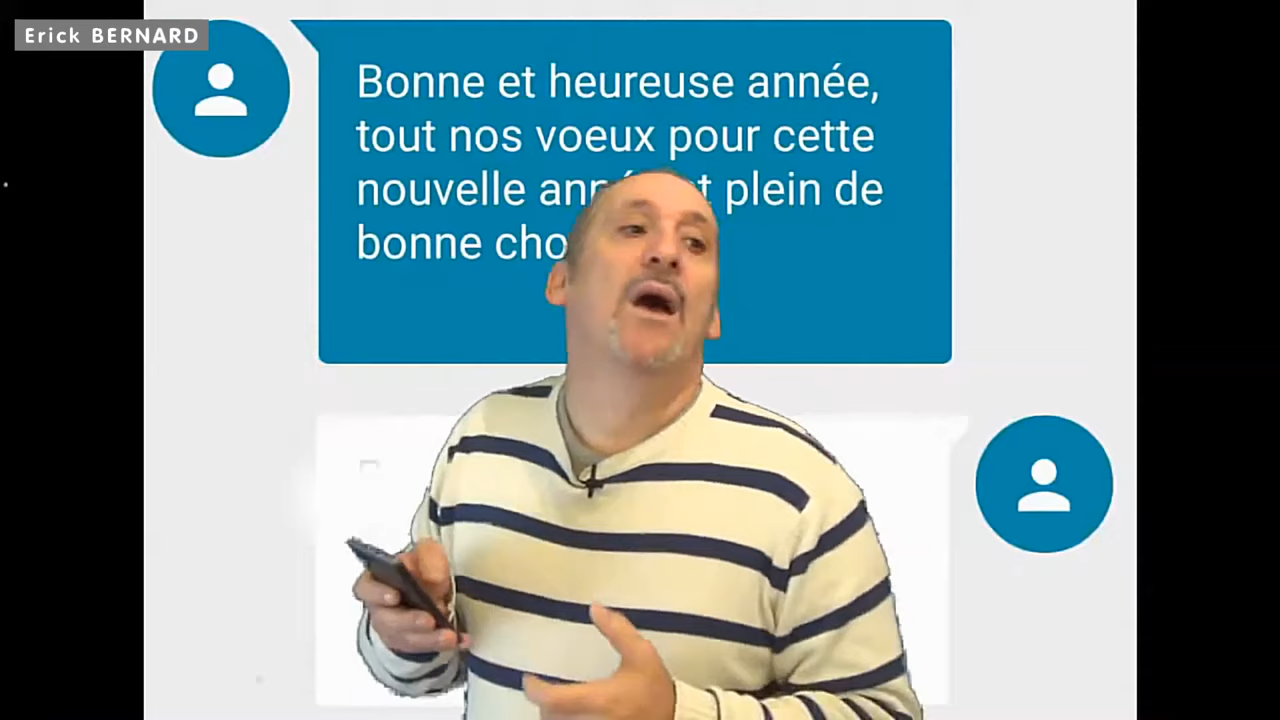 Erick BERNARD
Bonne et heureuse année,
tout nos voeux pour cette
nouvelle plein de
bonne